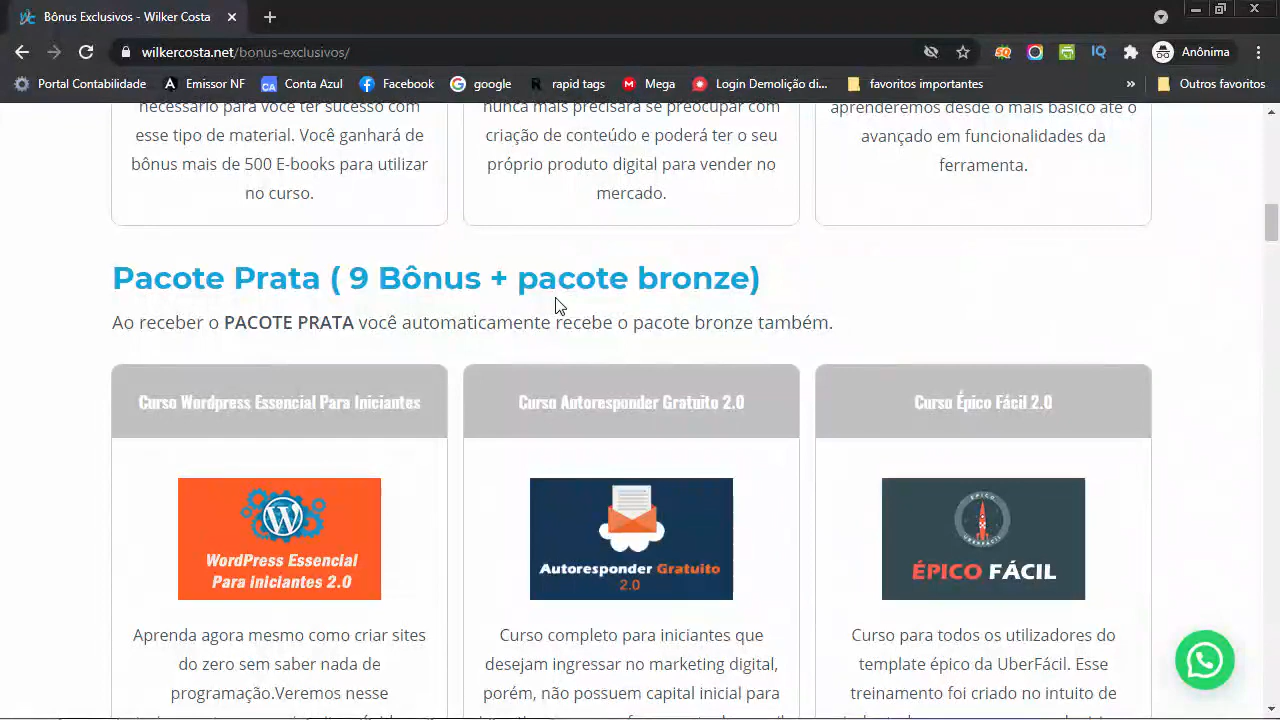 Bônus Exclusivos - Wilker Costa
wilkercosta.net/bonus-exclusivos/
SQ
IQ
Anônima
Portal Contabilidade
A Emissor NF
CA Conta Azul
Facebook
G google
R rapid tags
M Mega
Login Demolição di...
favoritos importantes
»
Outros favoritos
necessário para você ter sucesso com
esse tipo de material. Você ganhará de
bônus mais de 500 E-books para utilizar
no curso.
nunca mais precisará se preocupar com
criação de conteúdo e poderá ter o seu
próprio produto digital para vender no
mercado.
aprenderemos desde o mais básico até o
avançado em funcionalidades da
ferramenta.
Pacote Prata ( 9 Bônus + pacote bronze)
Ao receber o PACOTE PRATA você automaticamente recebe o pacote bronze também.
Curso Wordpress Essencial Para Iniciantes
WordPress Essencial
Para iniciantes 2.0
Aprenda agora mesmo como criar sites
do zero sem saber nada de
programação.Veremos nesse
Curso Autoresponder Gratuito 2.0
Autoresponder Gratuito
2.0
Curso completo para iniciantes que
desejam ingressar no marketing digital,
porem, não possuem capital inicial para
Curso Épico Fácil 2.0
ÉPICO
UBERFÁCIL
ÉPICO FÁCIL
Curso para todos os utilizadores do
template épico da UberFácil. Esse
treinamento foi criado no intuito de